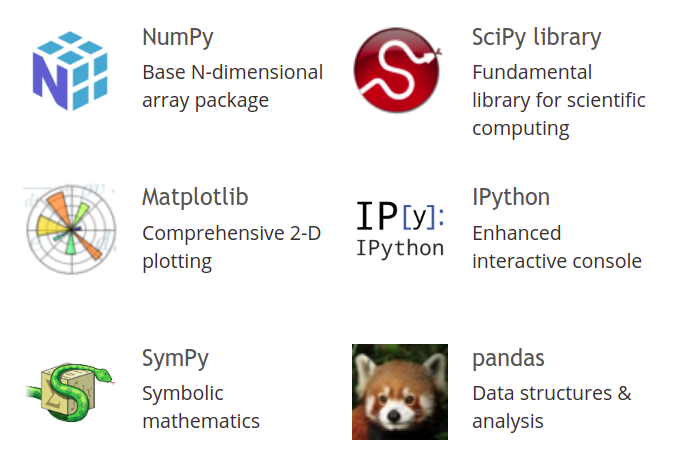 NumPy
Base N-dimensional
array package
SciPy library
Fundamental
library for scientific
computing
Matplotlib
Comprehensive 2-D
plotting
IP[y]:
IPython
IPython
Enhanced
interactive console
SymPy
Symbolic
mathematics
pandas
Data structures &
analysis